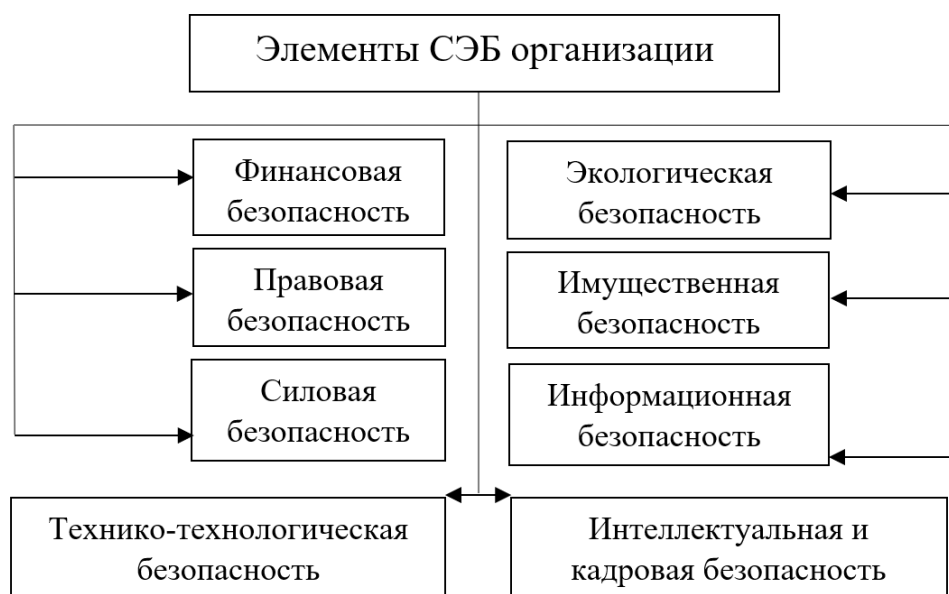 Элементы СЭБ организации
Финансовая
безопасность
Экологическая
безопасность
Правовая
безопасность
Имущественная
безопасность
Силовая
безопасность
Информационная
безопасность
Технико-технологическая
безопасность
Интеллектуальная и
кадровая безопасность